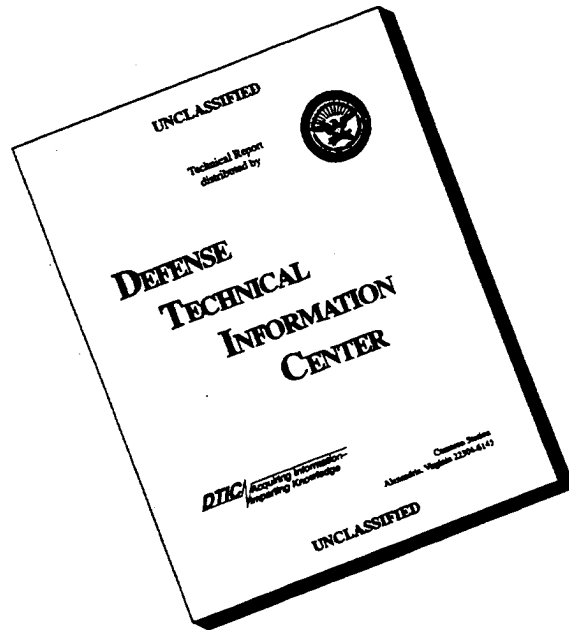 UNCLASSIFIED
Technical Report
distributed by
DEFENSE
TECHNICAL
INFORMATION
CENTER
DTIC Acquiring Information–
Imparting Knowledge
Cameron Station
Alexandria, Virginia 22304-6145
UNCLASSIFIED